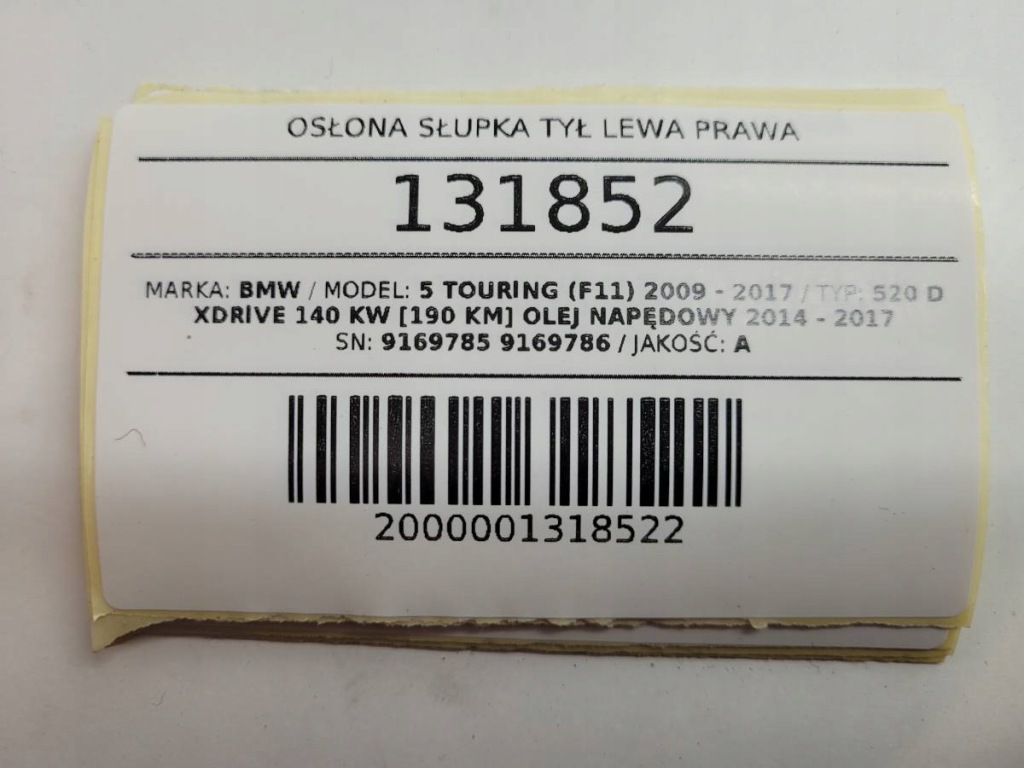 OSŁONA SŁUPKA TYŁ LEWA PRAWA
131852
MARKA: BMW / MODEL: 5 TOURING (F11) 2009 - 2017 / TYP: 520 D
XDRIVE 140 KW [190 KM] OLEJ NAPĘDOWY 2014 - 2017
SN: 9169785 9169786 / JAKOŚĆ: A
2000001318522